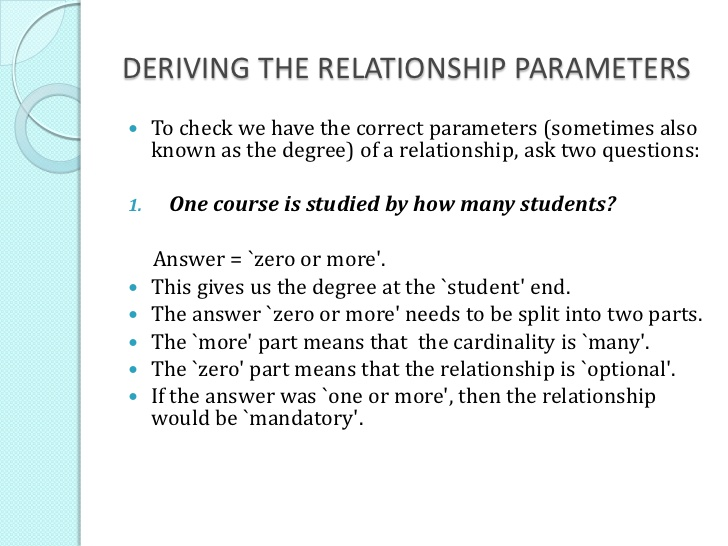 DERIVING THE RELATIONSHIP PARAMETERS
• To check we have the correct parameters (sometimes also
known as the degree) of a relationship, ask two questions:
1. One course is studied by how many students?
Answer = `zero or more'.
• This gives us the degree at the `student' end.
• The answer `zero or more' needs to be split into two parts.
• The `more' part means that  the cardinality is `many'.
• The `zero' part means that the relationship is `optional'.
• If the answer was `one or more', then the relationship
would be `mandatory'.